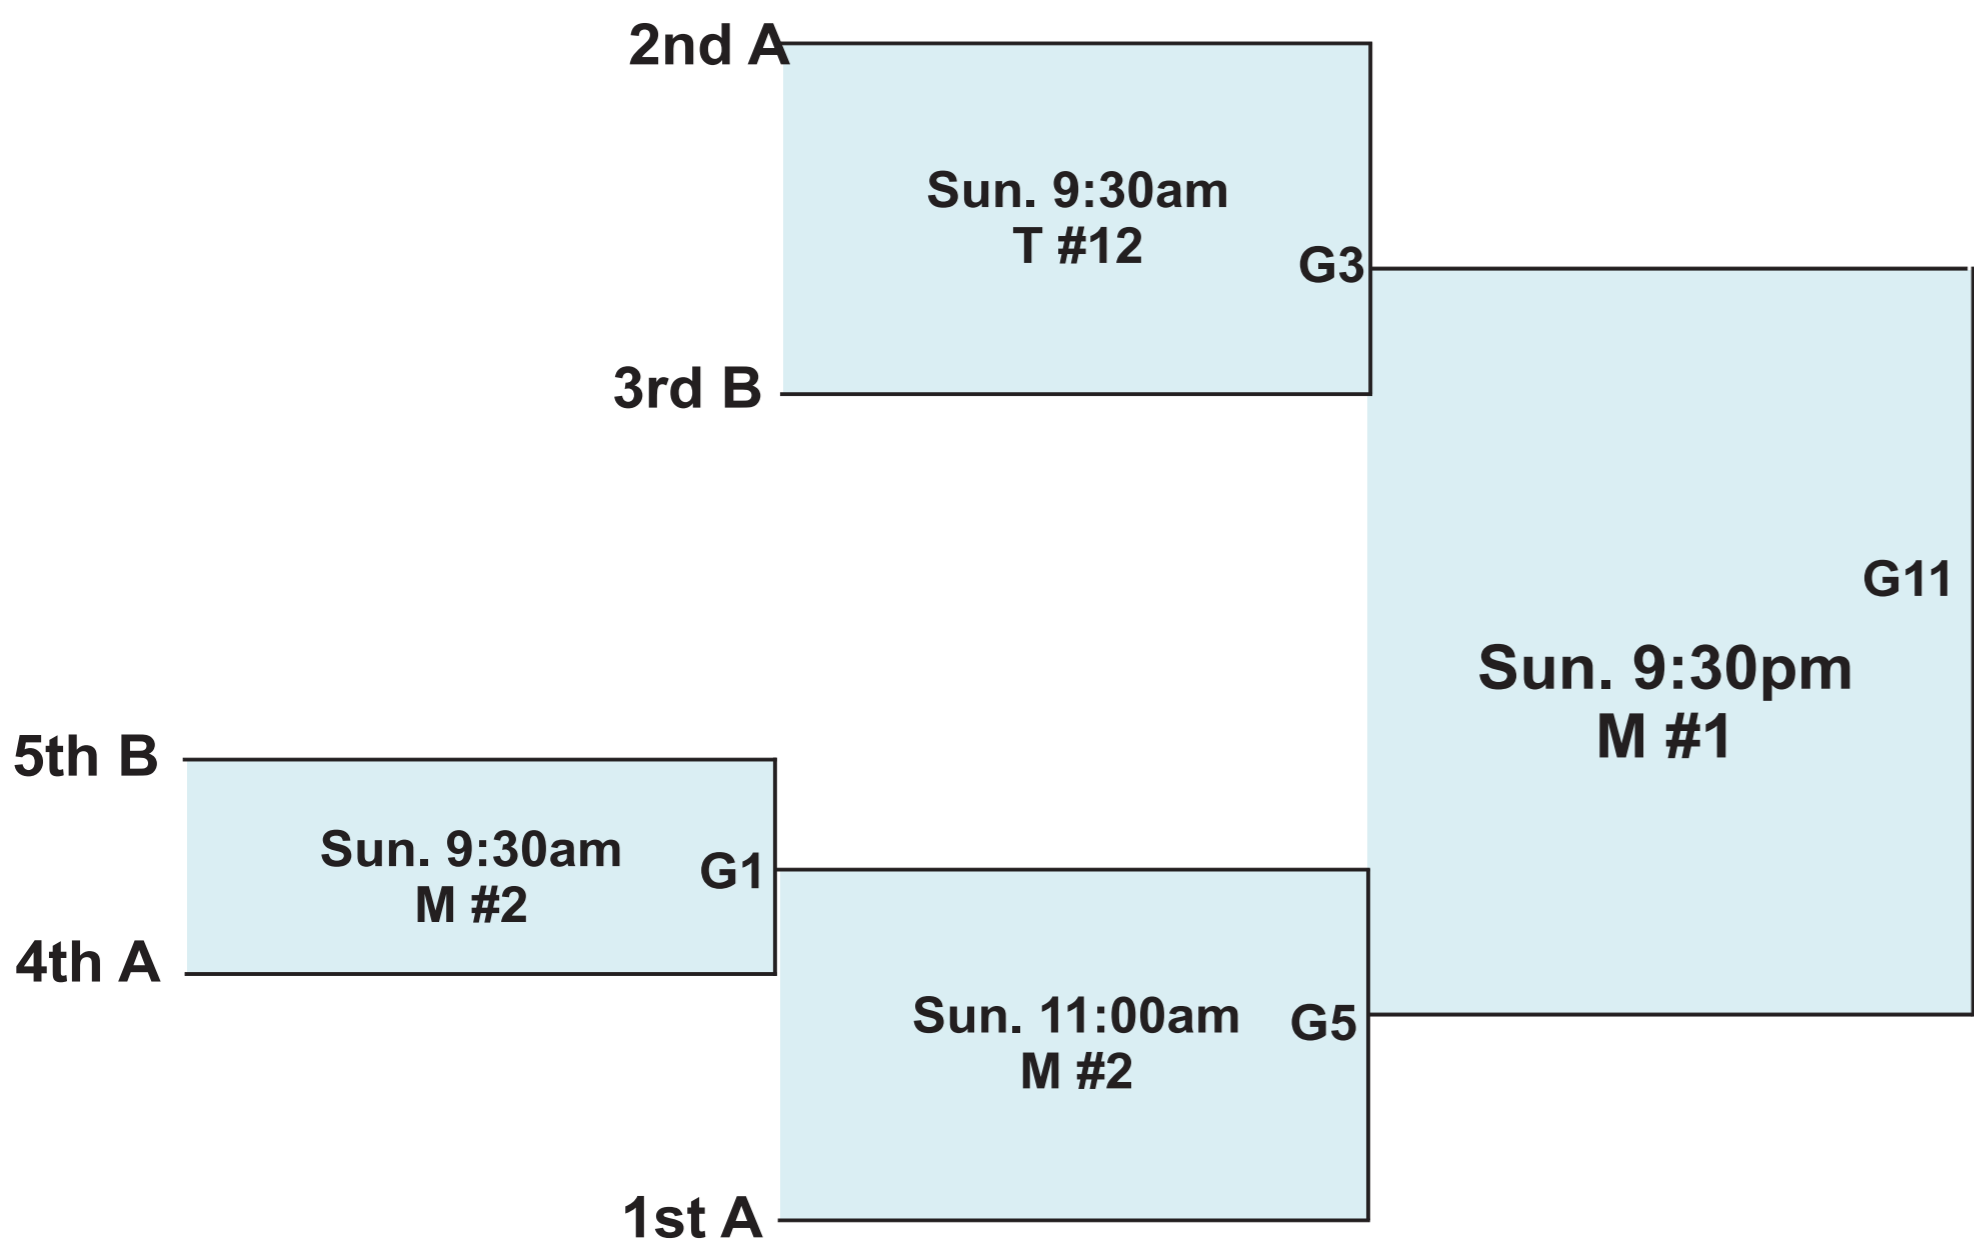 2nd A
Sun. 9:30am
T #12
G3
3rd B
G11
Sun. 9:30pm
M #1
5th B
Sun. 9:30am
M #2
G1
4th A
Sun. 11:00am
M #2
G5
1st A